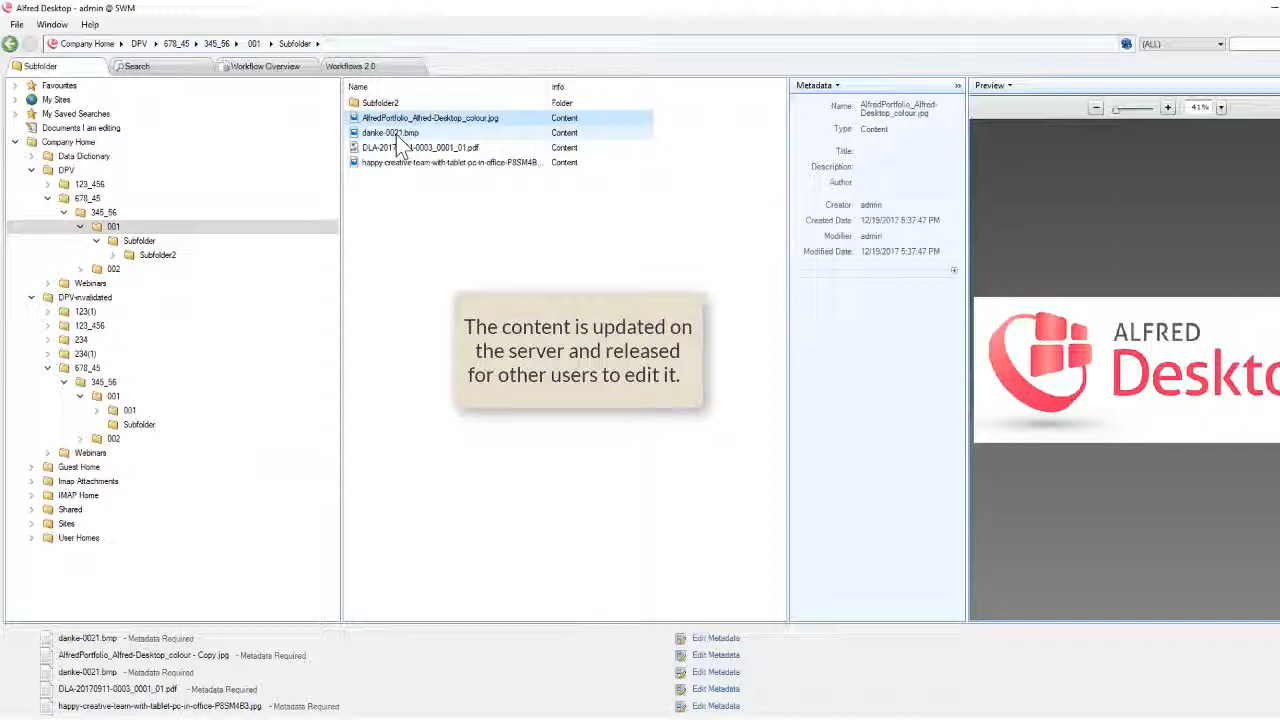 Alfred Desktop - admin @ SWM
File Window Help
Company Home DPV 678_45 345_56 001 Subfolder (ALL)
Subfolder Search Workflow Overview Workflows 2.0
Favourites
My Sites
My Saved Searches
Documents I am editing
Company Home
Data Dictionary
DPV
123_456
678_45
345_56
001
Subfolder
Subfolder2
002
Webinars
DPV-invalidated
123(1)
123_456
234
234(1)
678_45
345_56
001
001
Subfolder
002
Webinars
Guest Home
Imap Attachments
IMAP Home
Shared
Sites
User Homes
Name Info
Subfolder2 Folder
AlfredPortfolio_Alfred-Desktop_colour.jpg Content
danke-0021.bmp Content
Content
happy-creative-team-with-tablet-pc-in-office-P8SM4B... Content
The content is updated on
the server and released
for other users to edit it.
Metadata
Name: AlfredPortfolio_Alfred-
Desktop_colour.jpg
Type Content
Title:
Description:
Author
Creator admin
Created Date: 12/19/2017 5:37:47 PM
Modifier admin
Modified Date: 12/19/2017 5:37:47 PM
Preview
41%
ALFRED
Deskto
danke-0021.bmp - Metadata Required Edit Metadata
AlfredPortfolio_Alfred-Desktop_colour - Copy.jpg - Metadata Required Edit Metadata
danke-0021.bmp - Metadata Required Edit Metadata
DLA-20170911-0003_0001_01.pdf - Metadata Required Edit Metadata
happy-creative-team-with-tablet-pc-in-office-P8SM4B3.jpg - Metadata Required Edit Metadata